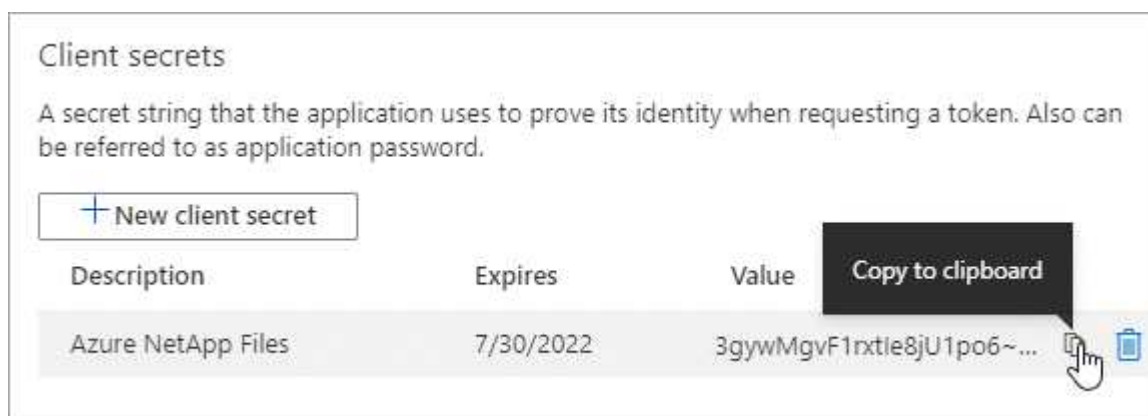 Client secrets
A secret string that the application uses to prove its identity when requesting a token. Also can
be referred to as application password.
+ New client secret
Description Expires Value Copy to clipboard
Azure NetApp Files 7/30/2022 3gywMgvF1rxtIe8jU1po6~...